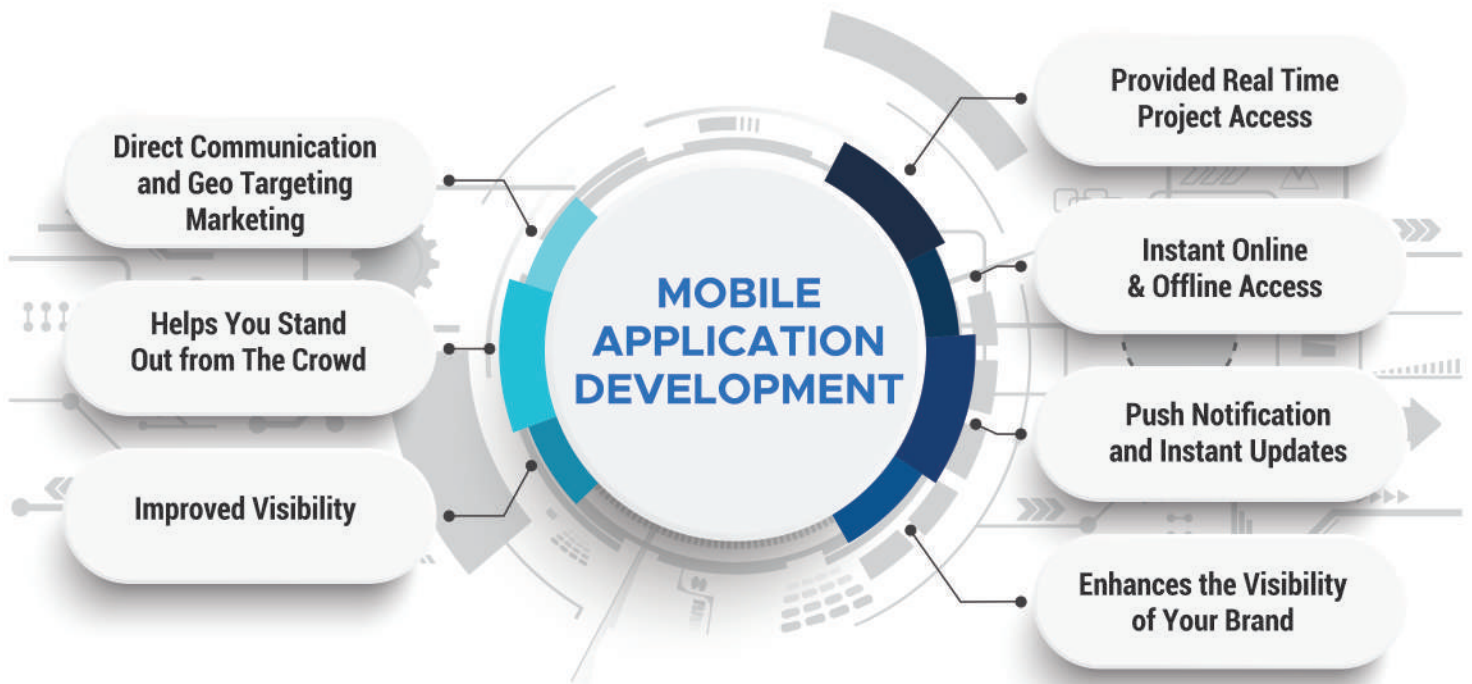 Direct Communication
and Geo Targeting
Marketing
Helps You Stand
Out from The Crowd
Improved Visibility
MOBILE
APPLICATION
DEVELOPMENT
Provided Real Time
Project Access
Instant Online
& Offline Access
Push Notification
and Instant Updates
Enhances the Visibility
of Your Brand